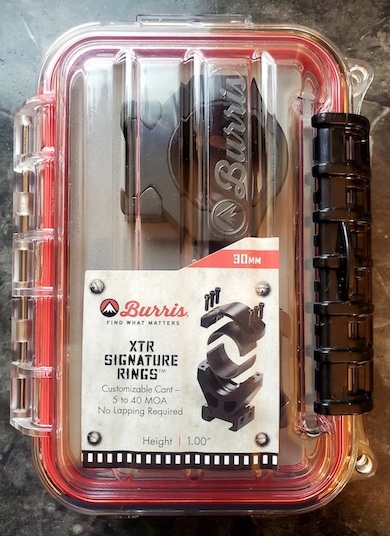 Burris
30MM
Burris
FIND WHAT MATTERS
XTR
SIGNATURE
RINGS™
Customizable Cant –
5 to 40 MOA
No Lapping Required
Height | 1.00"